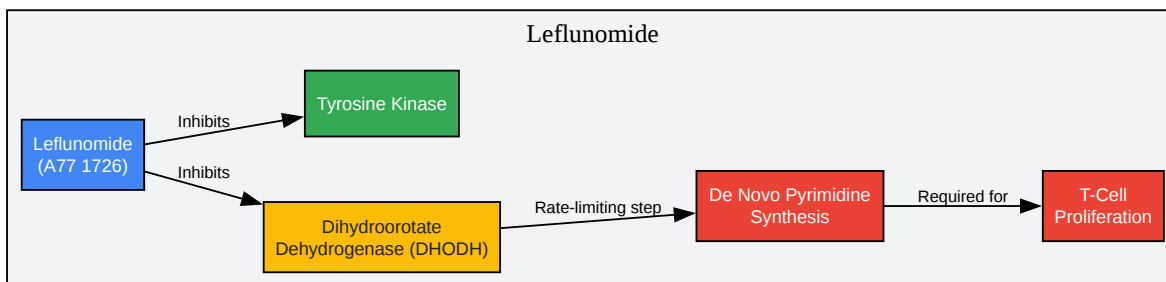 Leflunomide
Tyrosine Kinase
Inhibits
Leflunomide
(A77 1726)
Inhibits
Dihydroorotate
Dehydrogenase (DHODH)
Rate-limiting step
De Novo Pyrimidine
Synthesis
Required for
T-Cell
Proliferation